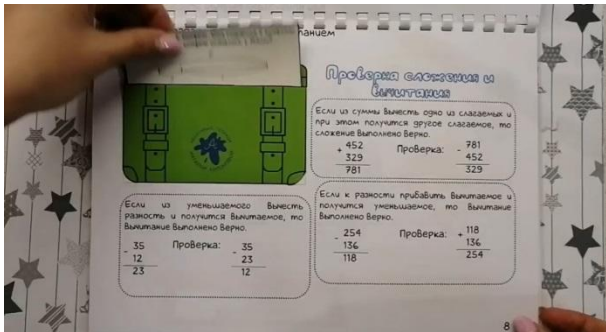 танием
Проверка сложения и
вычитания
Если из суммы вычесть одно из слагаемых и
при этом получится другое слагаемое, то
сложение выполнено верно.
+ 452 Проверка: - 781
329 452
781 329
Если из уменьшаемого вычесть
разность и получится вычитаемое, то
вычитание выполнено верно.
- 35 Проверка: - 35
12 23
23 12
Если к разности прибавить вычитаемое и
получится уменьшаемое, то вычитание
выполнено верно.
- 254 Проверка: + 118
136 136
118 254
8